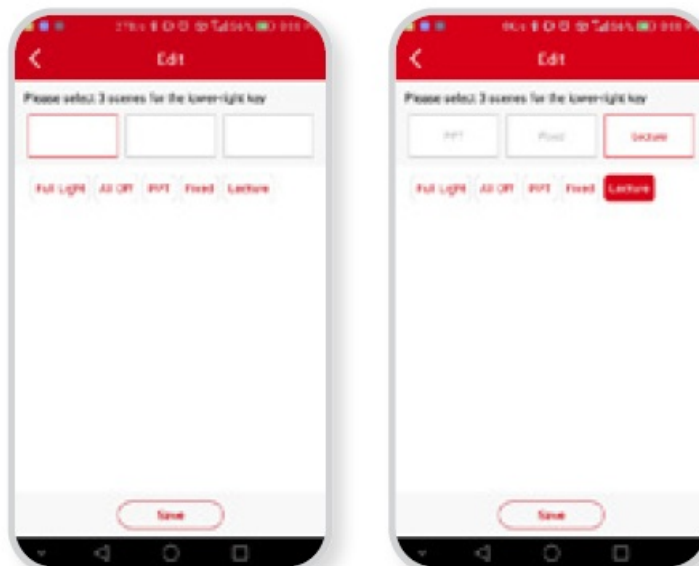 Edit
Please select 3 scenes for the lower-right key
Full Light All Off PPT Fixed Lecture
Save
Edit
Please select 3 scenes for the lower-right key
PPT Fixed Lecture
Full Light All Off PPT Fixed Lecture
Save